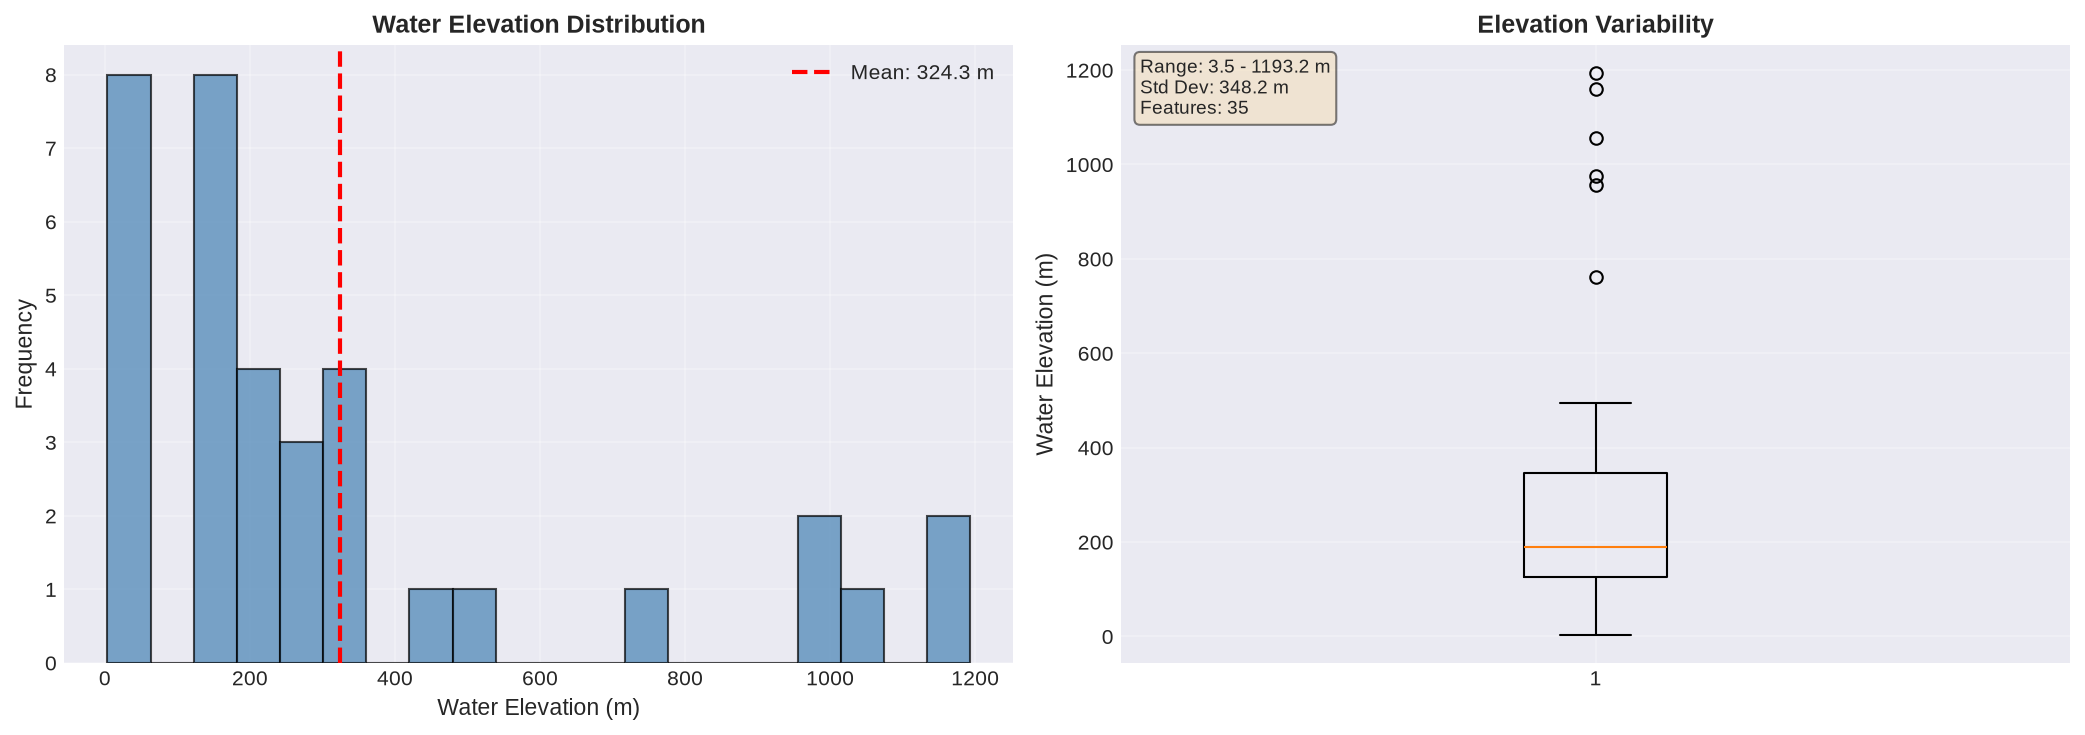 Water Elevation Distribution
Mean: 324.3 m
8
7
6
5
4
3
2
1
0
Frequency
0 200 400 600 800 1000 1200
Water Elevation (m)
Elevation Variability
Range: 3.5 - 1193.2 m
Std Dev: 348.2 m
Features: 35
1200
1000
800
600
400
200
0
Water Elevation (m)
1